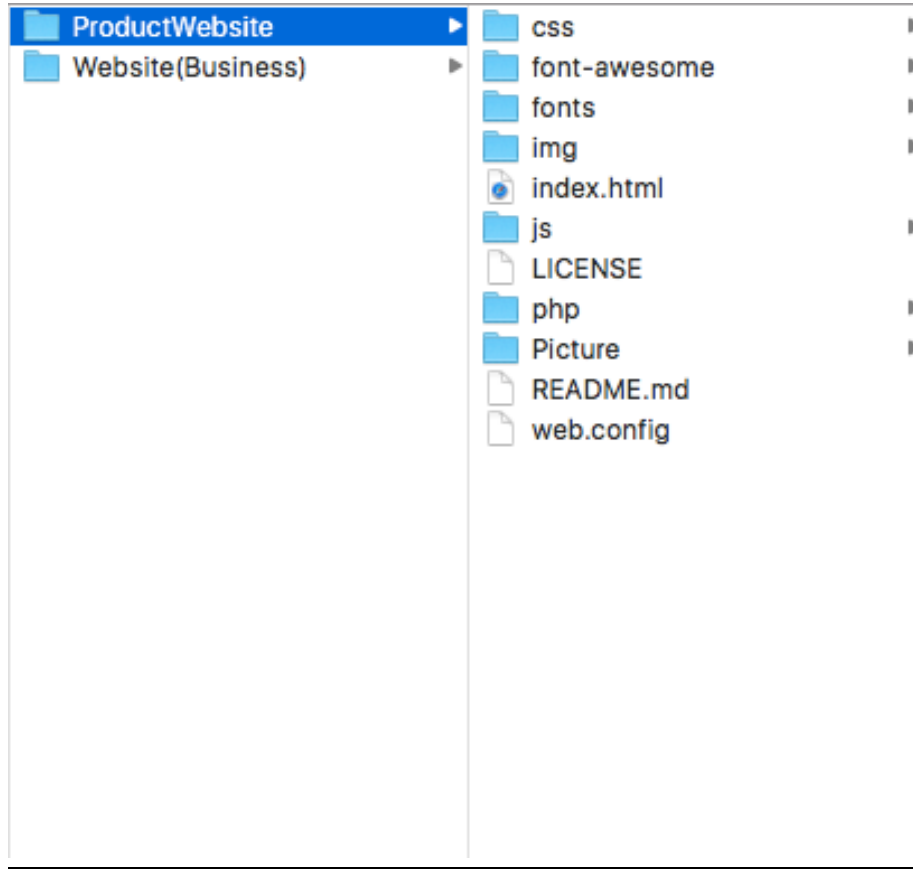 ProductWebsite
Website(Business)
css
font-awesome
fonts
img
index.html
js
LICENSE
php
Picture
README.md
web.config